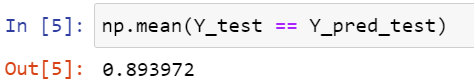 In [5]: np.mean(Y_test == Y_pred_test)
Out[5]: 0.893972